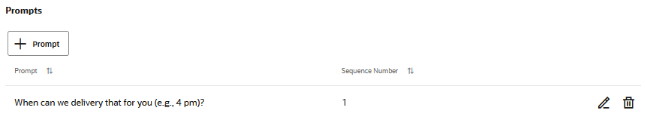 Prompts
+ Prompt
Prompt
Sequence Number
When can we delivery that for you (e.g., 4 pm)?
1